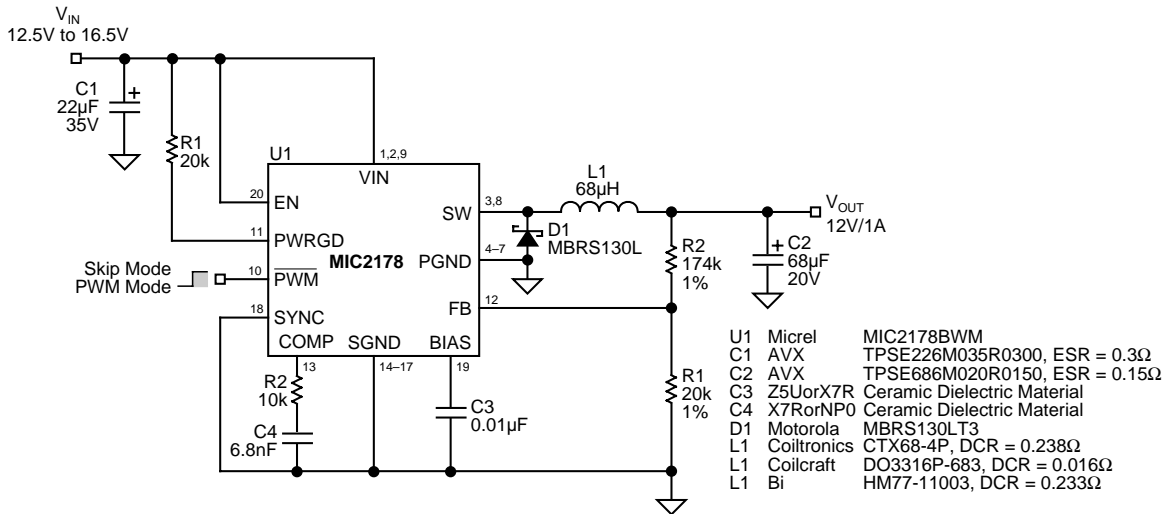 VIN
12.5V to 16.5V
C1
22µF
35V
+
R1
20k
U1
1,2,9
VIN
20
EN
11
PWRGD
MIC2178
Skip Mode
PWM Mode
10
PWM
18
SYNC
COMP
SGND
BIAS
13
14–17
19
SW
3,8
PGND
4–7
FB
12
L1
68µH
D1
MBRS130L
R2
174k
1%
VOUT
12V/1A
+
C2
68µF
20V
R2
10k
C4
6.8nF
C3
0.01µF
R1
20k
1%
U1 Micrel MIC2178BWM
C1 AVX TPSE226M035R0300, ESR = 0.3Ω
C2 AVX TPSE686M020R0150, ESR = 0.15Ω
C3 Z5UorX7R Ceramic Dielectric Material
C4 X7RorNP0 Ceramic Dielectric Material
D1 Motorola MBRS130LT3
L1 Coiltronics CTX68-4P, DCR = 0.238Ω
L1 Coilcraft DO3316P-683, DCR = 0.016Ω
L1 Bi HM77-11003, DCR = 0.233Ω